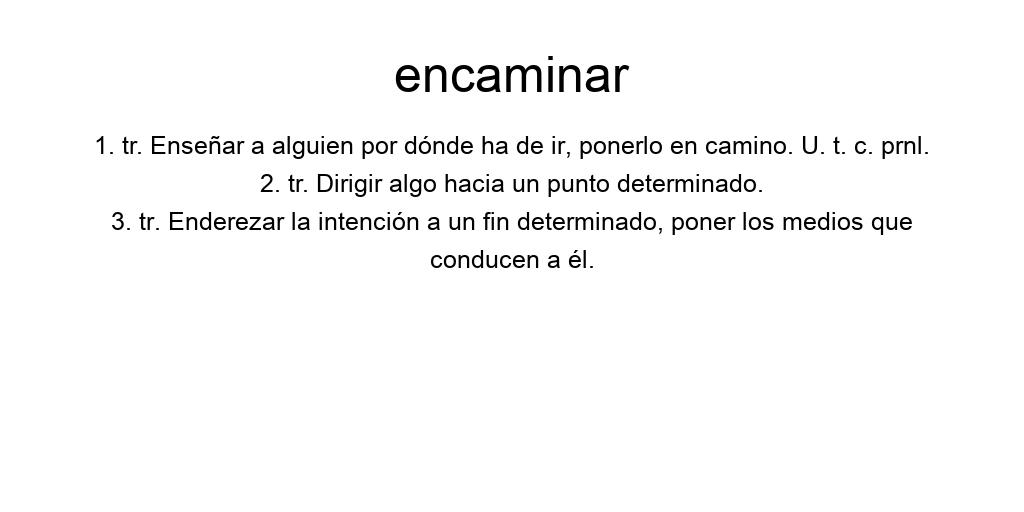 encaminar
1. tr. Enseñar a alguien por dónde ha de ir, ponerlo en camino. U. t. c. prnl.
2. tr. Dirigir algo hacia un punto determinado.
3. tr. Enderezar la intención a un fin determinado, poner los medios que
conducen a él.